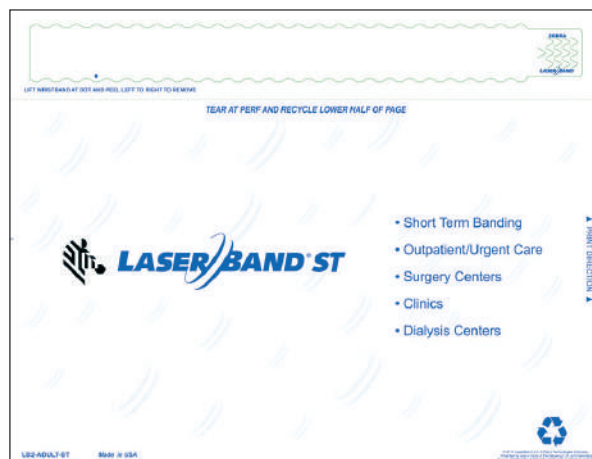 ZEBRA
LASER BAND
LIFT WRISTBAND AT DOT AND PEEL LEFT TO RIGHT TO REMOVE
TEAR AT PERF AND RECYCLE LOWER HALF OF PAGE
• Short Term Banding
• Outpatient/Urgent Care
LASER BAND® ST
• Surgery Centers
• Clinics
• Dialysis Centers
▲ PRINT DIRECTION ▲
LB2-ADULT-ST Made in USA